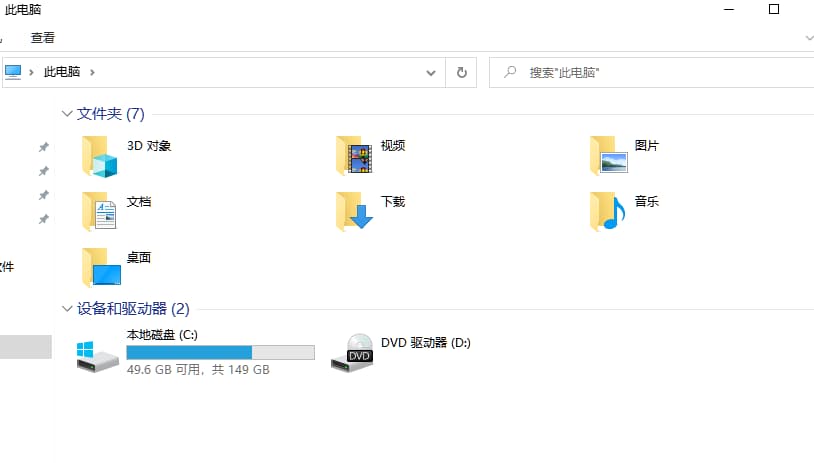 此电脑
查看
此电脑
搜索"此电脑"
文件夹 (7)
3D 对象
视频
图片
文档
下载
音乐
桌面
件
设备和驱动器 (2)
本地磁盘 (C:)
49.6 GB 可用，共 149 GB
DVD
DVD 驱动器 (D:)